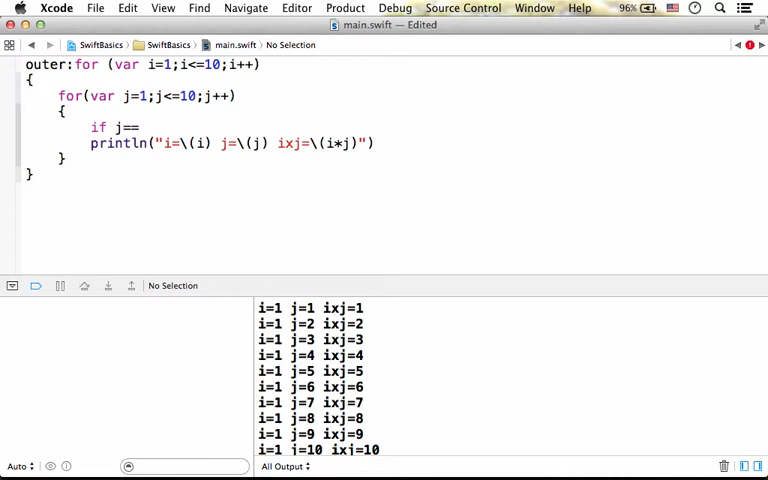 Xcode File Edit View Find Navigate Editor Product Debug Source Control Window Help 96%
main.swift — Edited
SwiftBasics SwiftBasics main.swift No Selection
outer:for (var i=1;i<=10;i++)
{
for(var j=1;j<=10;j++)
{
if j==
println("i=\(i) j=\(j) ixj=\(i*j)")
}
}
No Selection
i=1 j=1 ixj=1
i=1 j=2 ixj=2
i=1 j=3 ixj=3
i=1 j=4 ixj=4
i=1 j=5 ixj=5
i=1 j=6 ixj=6
i=1 j=7 ixj=7
i=1 j=8 ixj=8
i=1 j=9 ixj=9
i=1 j=10 ixj=10
Auto
All Output